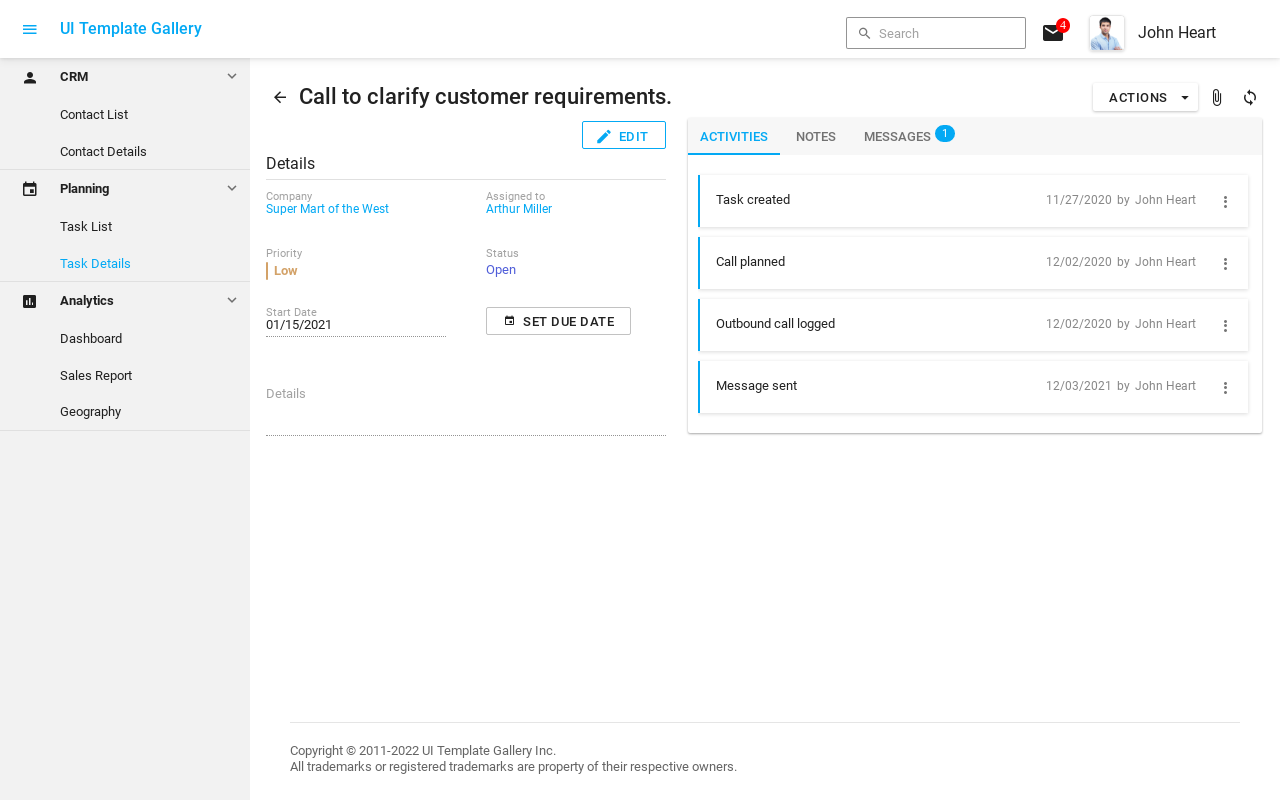 UI Template Gallery
Search
4
John Heart
CRM
Contact List
Contact Details
Planning
Task List
Task Details
Analytics
Dashboard
Sales Report
Geography
Call to clarify customer requirements.
ACTIONS
EDIT
Details
Company
Super Mart of the West
Assigned to
Arthur Miller
Priority
Low
Status
Open
Start Date
01/15/2021
SET DUE DATE
Details
ACTIVITIES
NOTES
MESSAGES 1
Task created 11/27/2020 by John Heart
Call planned 12/02/2020 by John Heart
Outbound call logged 12/02/2020 by John Heart
Message sent 12/03/2021 by John Heart
Copyright © 2011-2022 UI Template Gallery Inc.
All trademarks or registered trademarks are property of their respective owners.